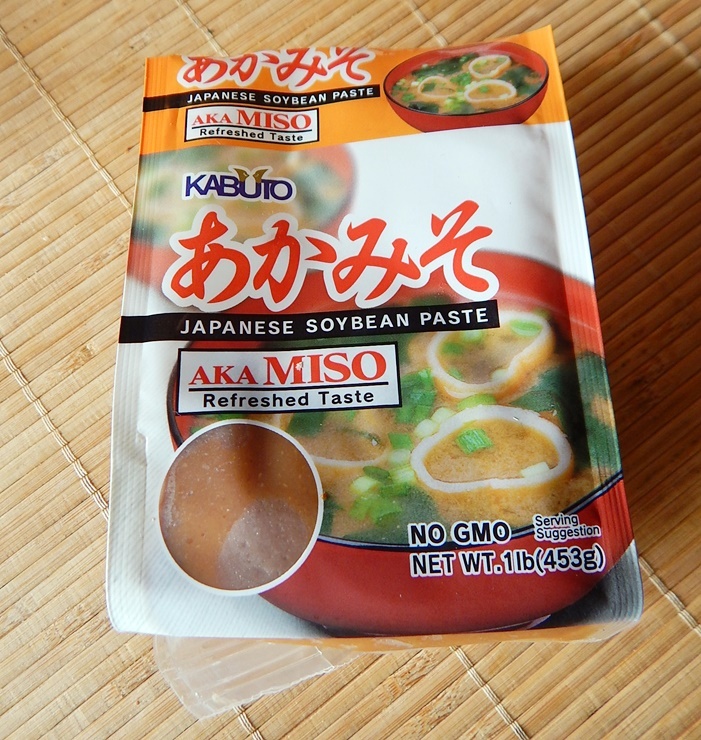 あかみそ
JAPANESE SOYBEAN PASTE
AKA MISO
Refreshed Taste
KABUTO
あかみそ
JAPANESE SOYBEAN PASTE
AKA MISO
Refreshed Taste
NO GMO
Serving
Suggestion
NET WT.1lb(453g)